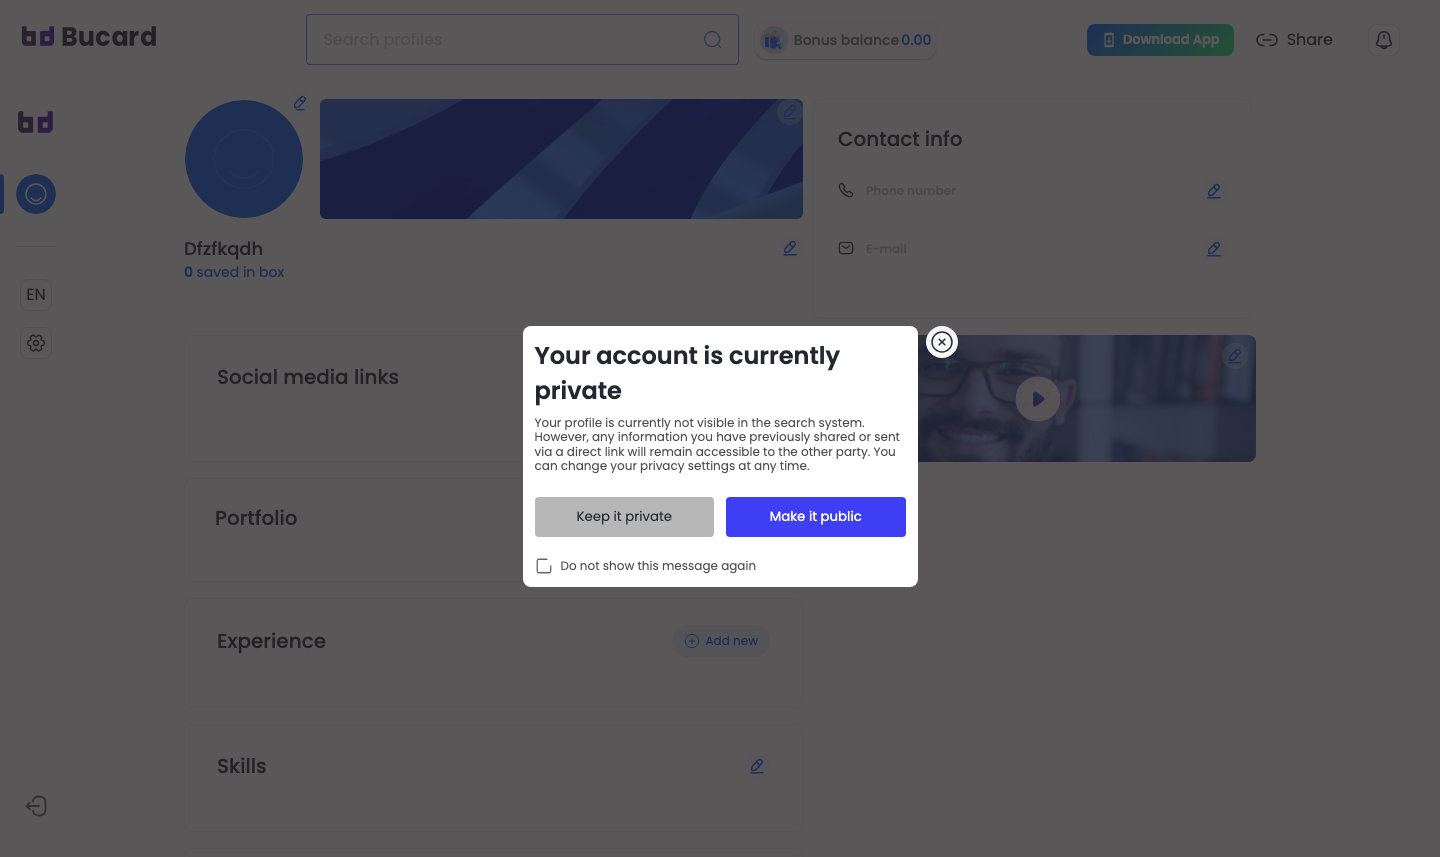 bd Bucard
Search profiles
Bonus balance 0.00
Download App
Share
bd
Contact info
Phone number
E-mail
Dfzfkqdh
0 saved in box
EN
Your account is currently
private
Your profile is currently not visible in the search system.
However, any information you have previously shared or sent
via a direct link will remain accessible to the other party. You
can change your privacy settings at any time.
Keep it private
Make it public
Do not show this message again
Social media links
Portfolio
Experience
Add new
Skills